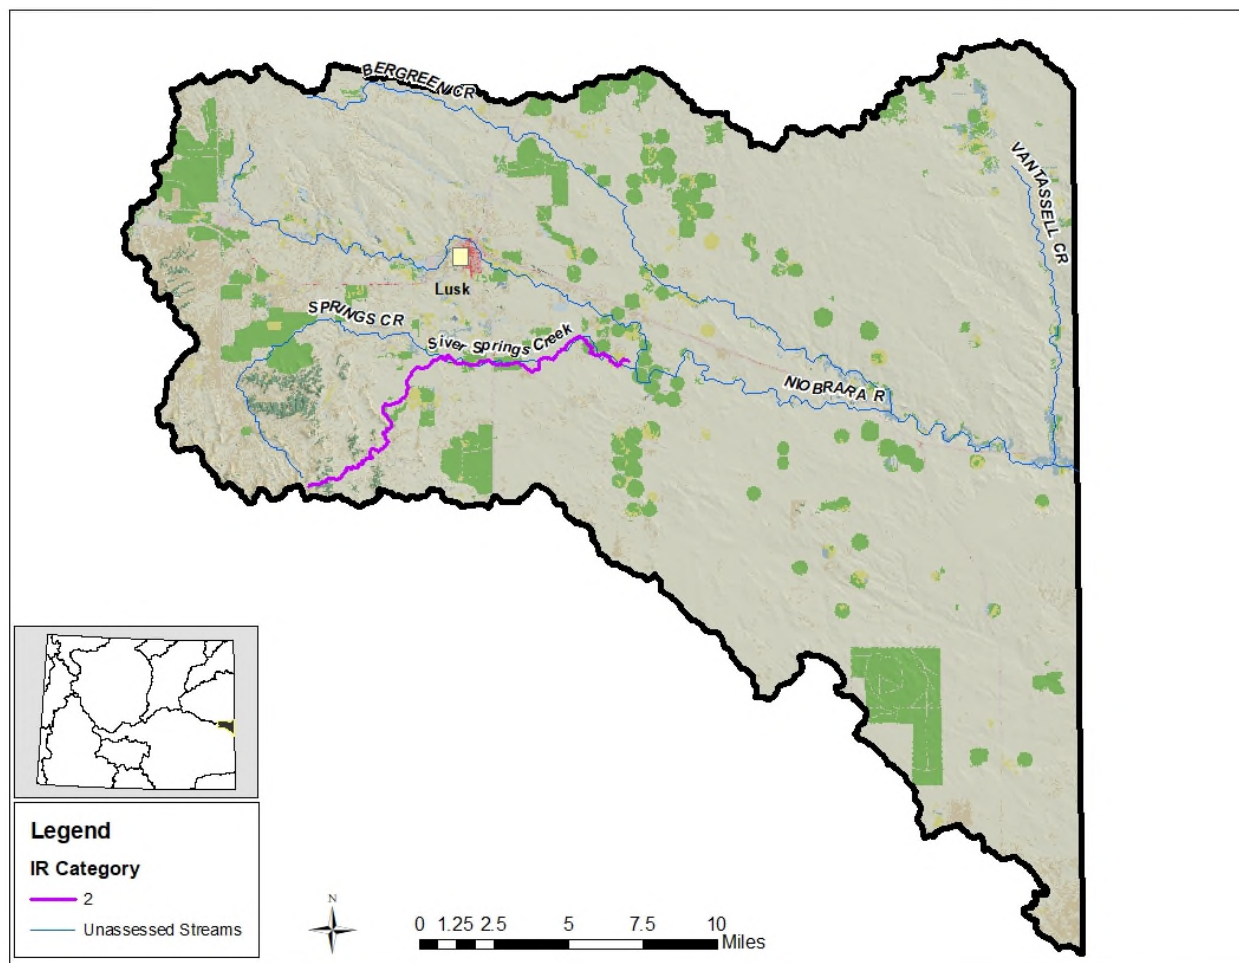 BERGREEN CR
VANTASSELL CR
Lusk
SPRINGS CR
Siver Springs Creek
NIOBRARA R
Legend
IR Category
2
Unassessed Streams
N
0 1.25 2.5 5 7.5 10
Miles